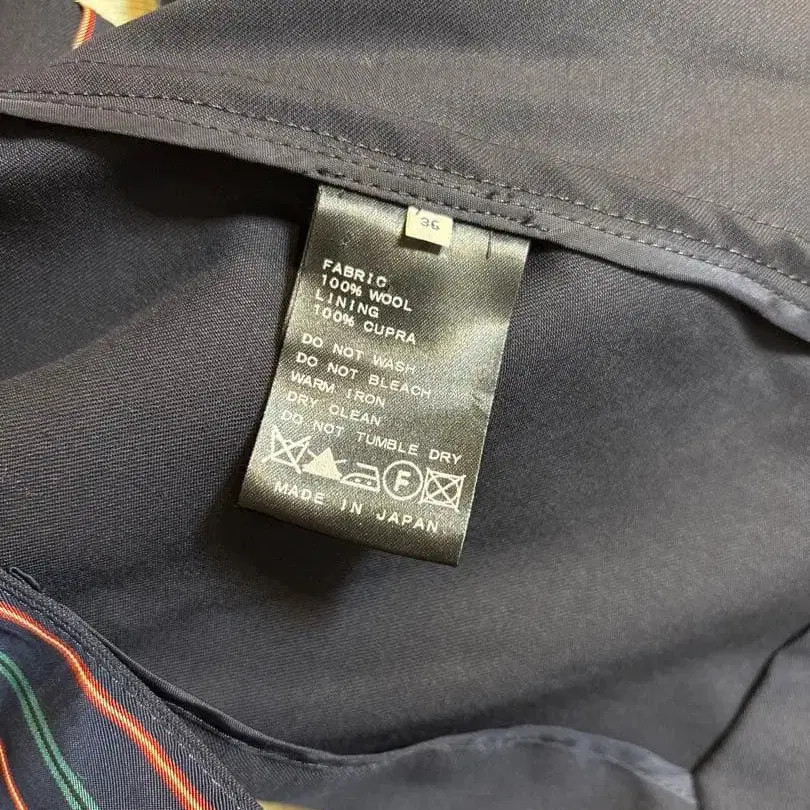 36
FABRIC
100% WOOL
LINING
100% CUPRA
DO NOT WASH
DO NOT BLEACH
WARM IRON
DRY CLEAN
DO NOT TUMBLE DRY
F
MADE IN JAPAN